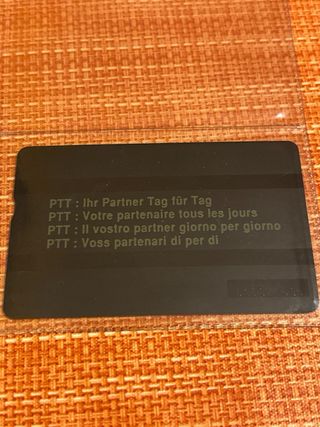 PTT : Ihr Partner Tag für Tag
PTT : Votre partenaire tous les jours
PTT : Il vostro partner giorno per giorno
PTT : Voss partenari di per di